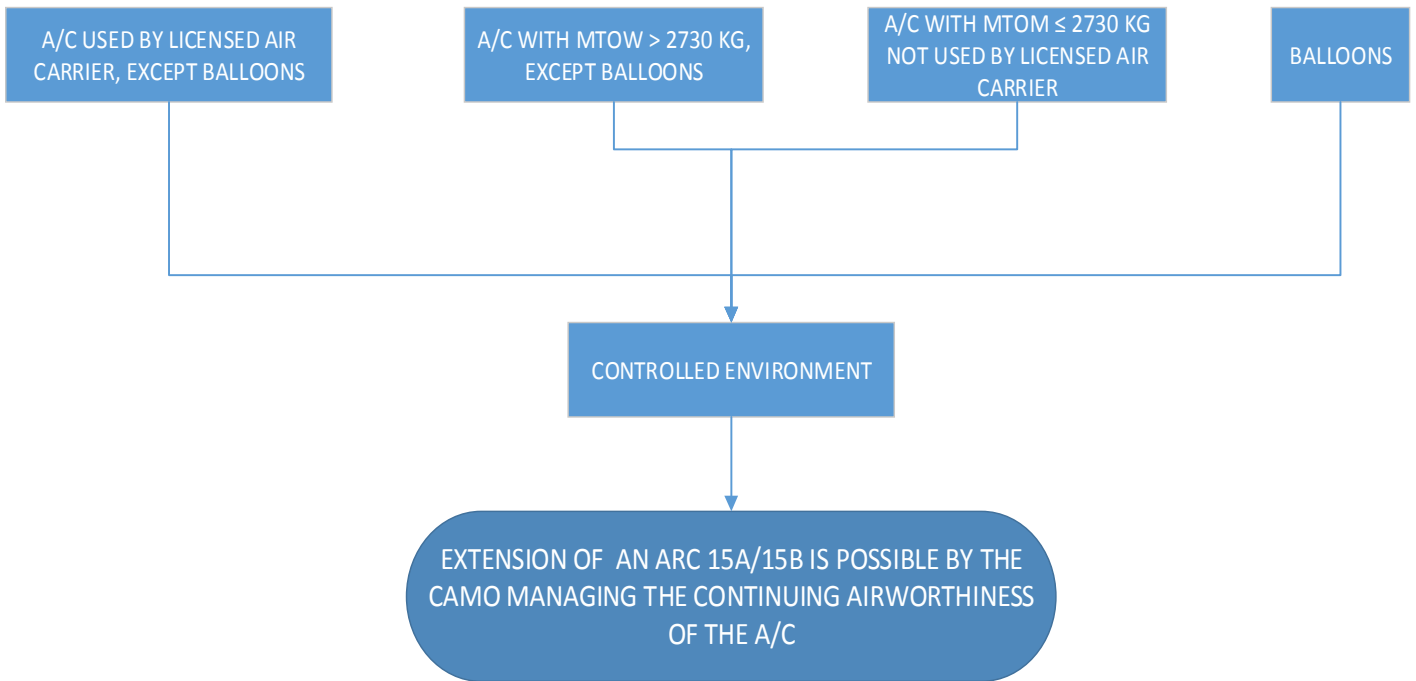 A/C USED BY LICENSED AIR
CARRIER, EXCEPT BALLOONS
A/C WITH MTOW > 2730 KG,
EXCEPT BALLOONS
A/C WITH MTOM ≤ 2730 KG
NOT USED BY LICENSED AIR
CARRIER
BALLOONS
CONTROLLED ENVIRONMENT
EXTENSION OF AN ARC 15A/15B IS POSSIBLE BY THE
CAMO MANAGING THE CONTINUING AIRWORTHINESS
OF THE A/C